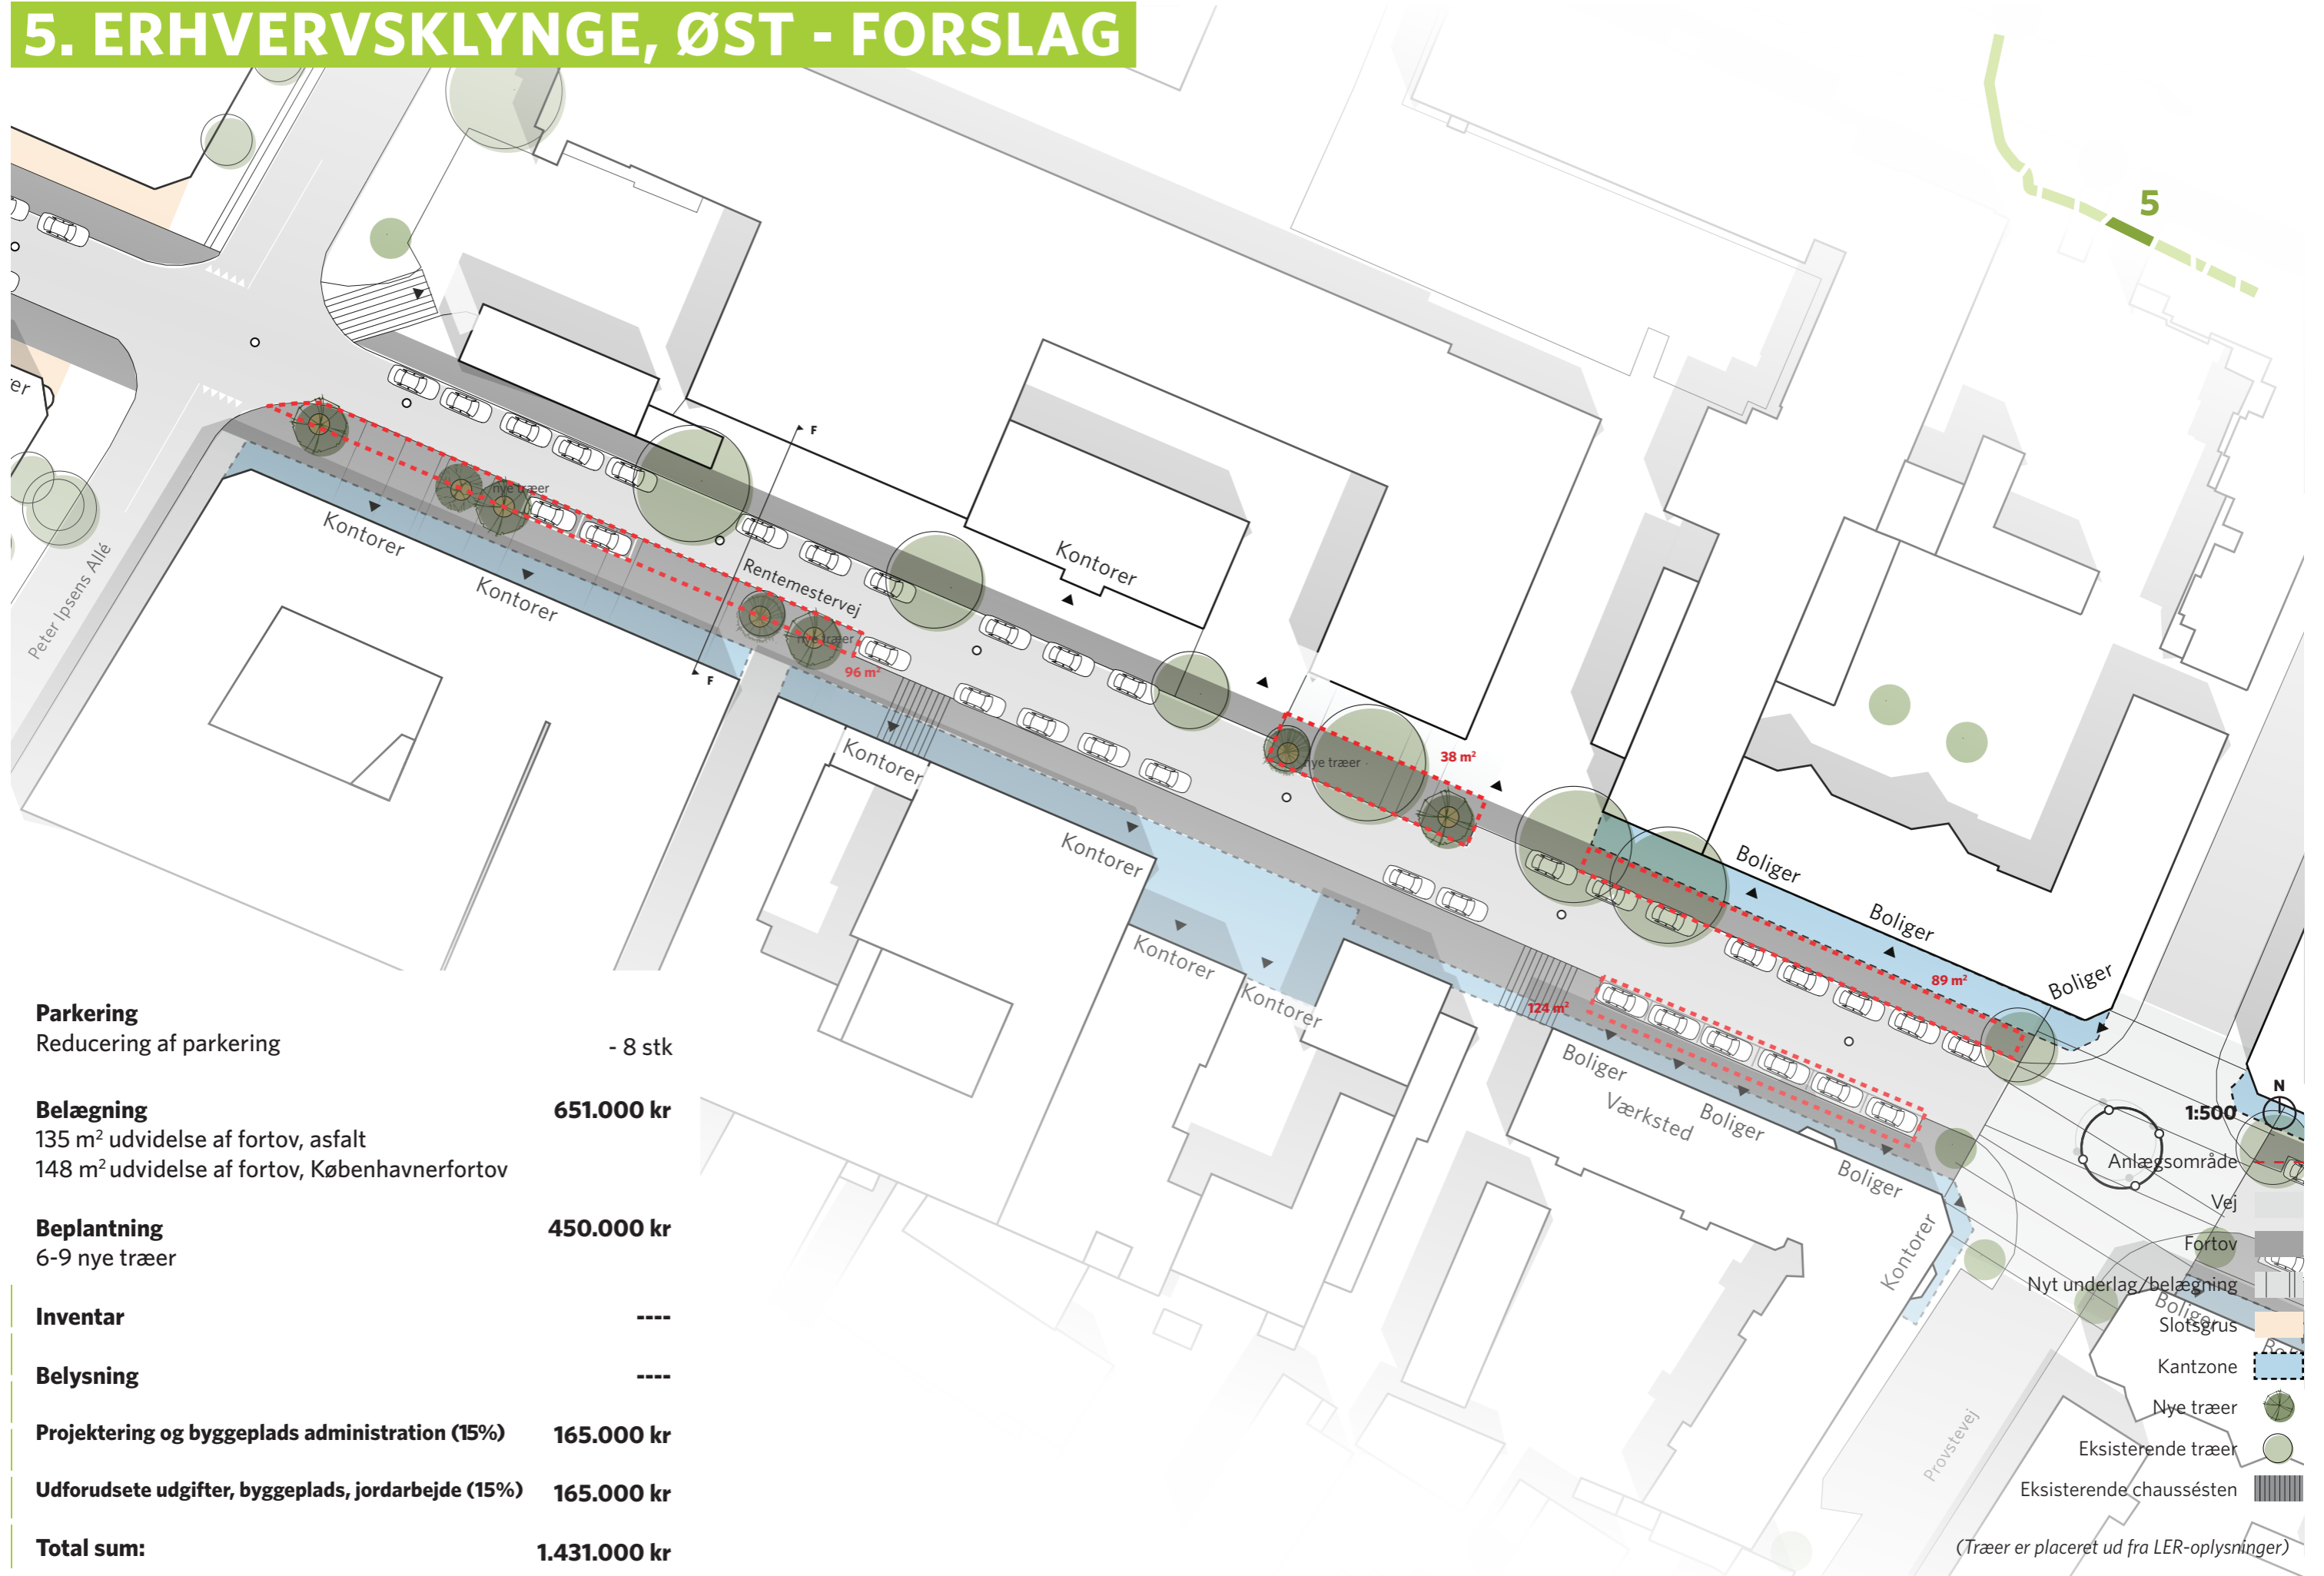 5. ERHVERVSKLYNGE, ØST - FORSLAG
5
F
nye træer
Kontorer
Kontorer
Peter Ipsens Allé
Rentemestervej
Kontorer
nye træer
96 m²
F
Kontorer
nye træer
38 m²
Kontorer
Boliger
Boliger
Boliger
89 m²
Kontorer
Kontorer
124 m²
Boliger
Værksted
Boliger
Boliger
Kontorer
Provstevej
Boliger
Parkering
Reducering af parkering - 8 stk
Belægning 651.000 kr
135 m² udvidelse af fortov, asfalt
148 m² udvidelse af fortov, Københavnerfortov
Beplantning 450.000 kr
6-9 nye træer
Inventar ----
Belysning ----
Projektering og byggeplads administration (15%) 165.000 kr
Udforudsete udgifter, byggeplads, jordarbejde (15%) 165.000 kr
Total sum: 1.431.000 kr
N
1:500
Anlægsområde
Vej
Fortov
Nyt underlag/belægning
Slotsgrus
Kantzone
Nye træer
Eksisterende træer
Eksisterende chaussésten
(Træer er placeret ud fra LER-oplysninger)